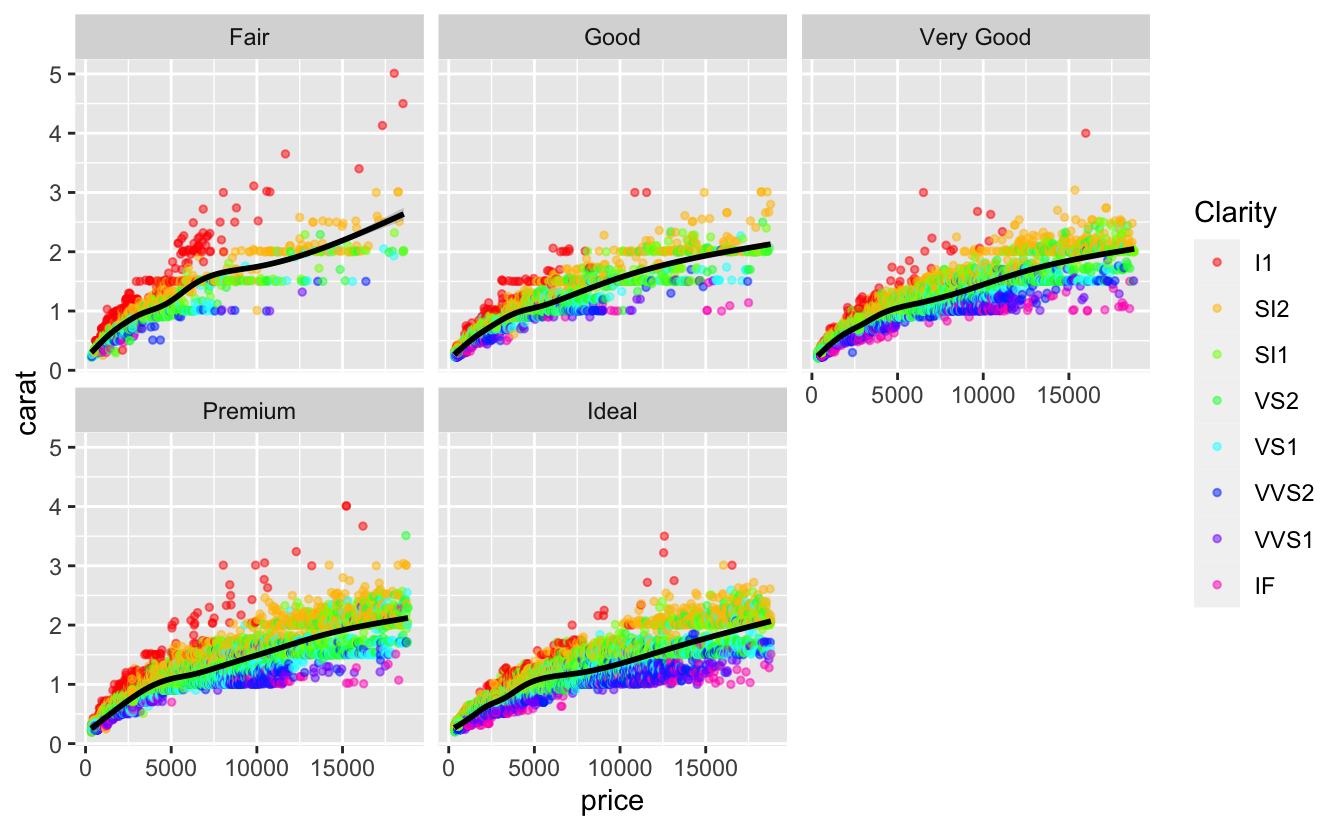 Fair
Good
Very Good
5
4
3
2
1
0
0 5000 10000 15000
carat
Premium
Ideal
5
4
3
2
1
0
0 5000 10000 15000
0 5000 10000 15000
price
Clarity
I1
SI2
SI1
VS2
VS1
VVS2
VVS1
IF